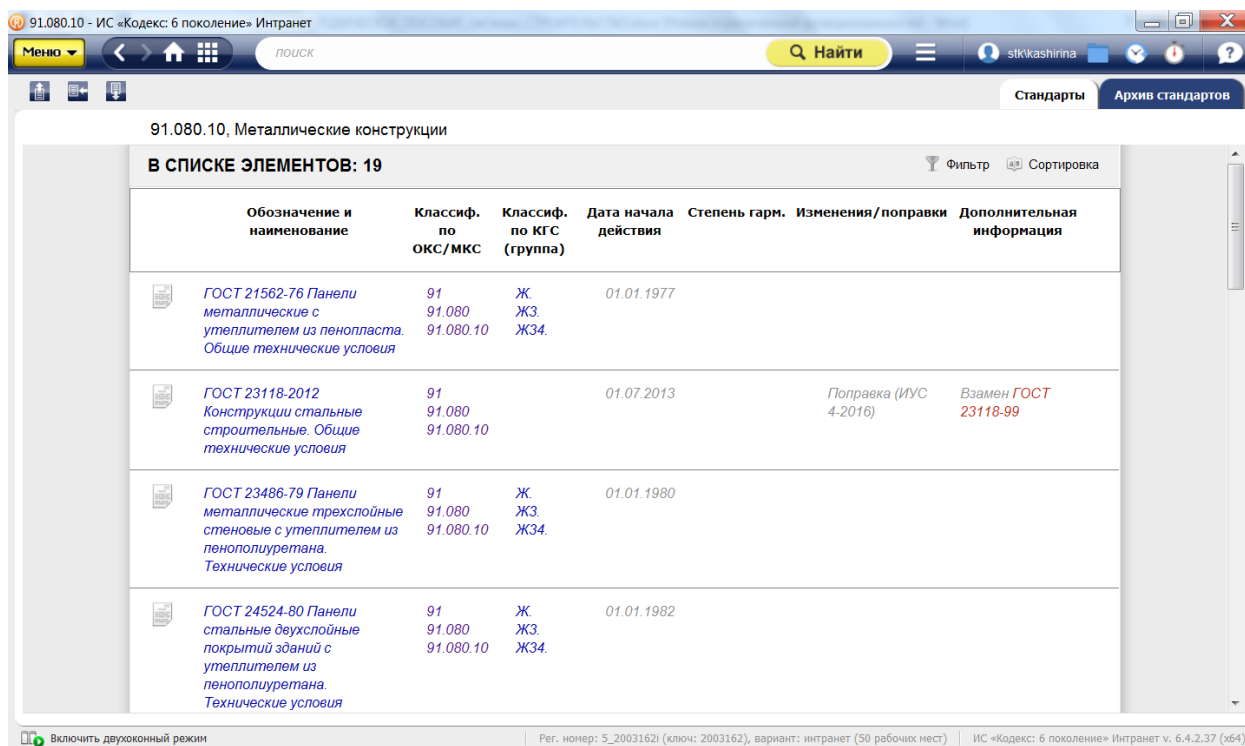 91.080.10 - ИС «Кодекс: 6 поколение» Интранет
Меню
поиск
Найти
stk\kashirina
?
Стандарты
Архив стандартов
91.080.10, Металлические конструкции
В СПИСКЕ ЭЛЕМЕНТОВ: 19
Фильтр
Сортировка
Обозначение и наименование
Классиф. по ОКС/МКС
Классиф. по КГС (группа)
Дата начала действия
Степень гарм.
Изменения/поправки
Дополнительная информация
ГОСТ 21562-76 Панели
металлические с
утеплителем из пенопласта.
Общие технические условия
91
91.080
91.080.10
Ж.
Ж3.
Ж34.
01.01.1977
ГОСТ 23118-2012
Конструкции стальные
строительные. Общие
технические условия
91
91.080
91.080.10
01.07.2013
Поправка (ИУС
4-2016)
Взамен ГОСТ
23118-99
ГОСТ 23486-79 Панели
металлические трехслойные
стеновые с утеплителем из
пенополиуретана.
Технические условия
91
91.080
91.080.10
Ж.
Ж3.
Ж34.
01.01.1980
ГОСТ 24524-80 Панели
стальные двухслойные
покрытий зданий с
утеплителем из
пенополиуретана.
Технические условия
91
91.080
91.080.10
Ж.
Ж3.
Ж34.
01.01.1982
Включить двухоконный режим
Рег. номер: 5_2003162i (ключ: 2003162), вариант: интранет (50 рабочих мест)
ИС «Кодекс: 6 поколение» Интранет v. 6.4.2.37 (x64)